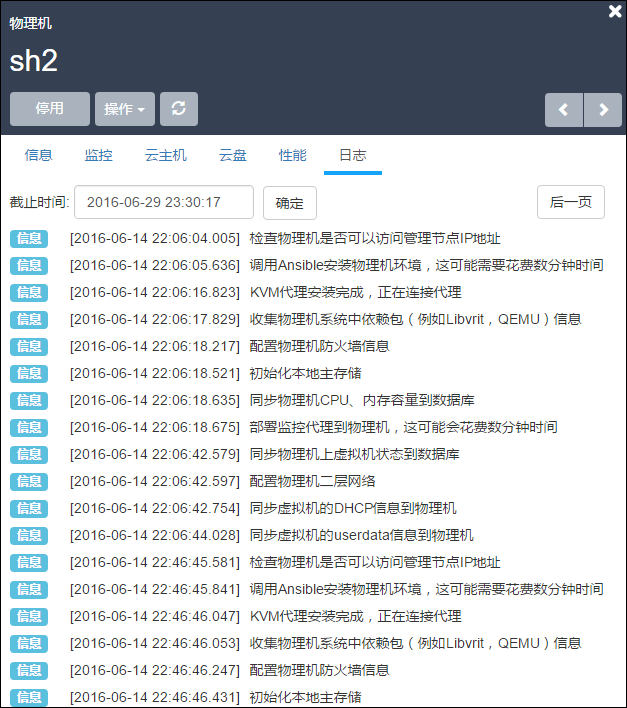 物理机
sh2
停用 操作
信息 监控 云主机 云盘 性能 日志
截止时间: 2016-06-29 23:30:17 确定 后一页
信息 [2016-06-14 22:06:04.005] 检查物理机是否可以访问管理节点IP地址
信息 [2016-06-14 22:06:05.636] 调用Ansible安装物理机环境，这可能需要花费数分钟时间
信息 [2016-06-14 22:06:16.823] KVM代理安装完成，正在连接代理
信息 [2016-06-14 22:06:17.829] 收集物理机系统中依赖包（例如Libvrit，QEMU）信息
信息 [2016-06-14 22:06:18.217] 配置物理机防火墙信息
信息 [2016-06-14 22:06:18.521] 初始化本地主存储
信息 [2016-06-14 22:06:18.635] 同步物理机CPU、内存容量到数据库
信息 [2016-06-14 22:06:18.675] 部署监控代理到物理机，这可能会花费数分钟时间
信息 [2016-06-14 22:06:42.579] 同步物理机上虚拟机状态到数据库
信息 [2016-06-14 22:06:42.597] 配置物理机二层网络
信息 [2016-06-14 22:06:42.754] 同步虚拟机的DHCP信息到物理机
信息 [2016-06-14 22:06:44.028] 同步虚拟机的userdata信息到物理机
信息 [2016-06-14 22:46:45.581] 检查物理机是否可以访问管理节点IP地址
信息 [2016-06-14 22:46:45.841] 调用Ansible安装物理机环境，这可能需要花费数分钟时间
信息 [2016-06-14 22:46:46.047] KVM代理安装完成，正在连接代理
信息 [2016-06-14 22:46:46.053] 收集物理机系统中依赖包（例如Libvrit，QEMU）信息
信息 [2016-06-14 22:46:46.247] 配置物理机防火墙信息
信息 [2016-06-14 22:46:46.431] 初始化本地主存储